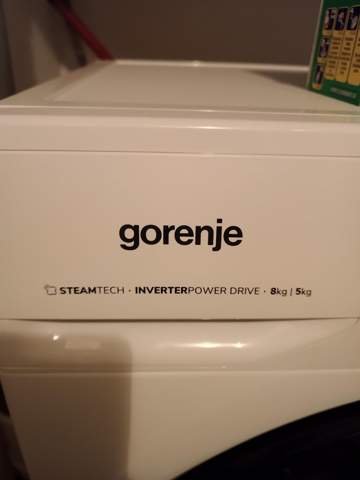 gorenje
STEAMTECH · INVERTERPOWER DRIVE · 8kg | 5kg